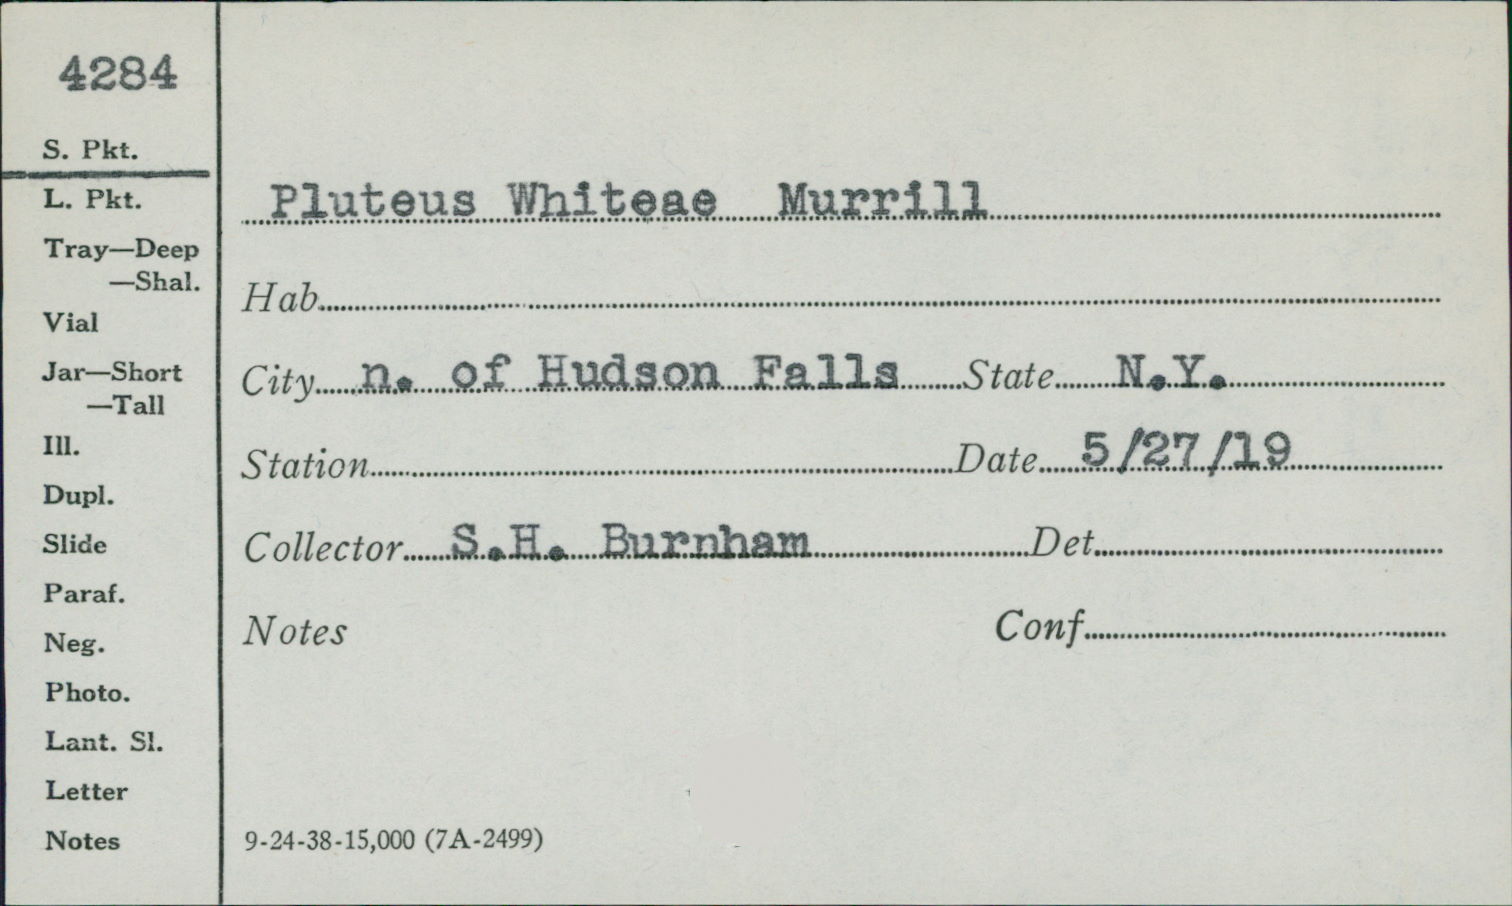 4284
S. Pkt.
L. Pkt.
Tray—Deep
—Shal.
Vial
Jar—Short
—Tall
Ill.
Dupl.
Slide
Paraf.
Neg.
Photo.
Lant. Sl.
Letter
Notes
Pluteus Whiteae Murrill
Hab.
City n. of Hudson Falls State N.Y.
Station Date 5/27/19
Collector S.H. Burnham Det.
Notes Conf.
9-24-38-15,000 (7A-2499)